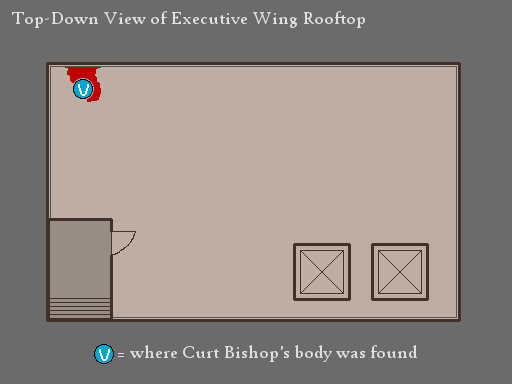 Top-Down View of Executive Wing Rooftop
V
V = where Curt Bishop's body was found